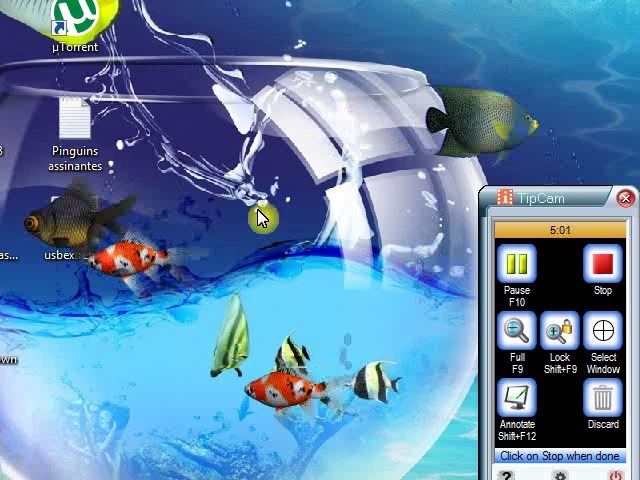 µTorrent
Pinguins
assinantes
usbex
TipCam
5:01
Pause
F10
Stop
Full
F9
Lock
Shift+F9
Select
Window
Annotate
Shift+F12
Discard
Click on Stop when done